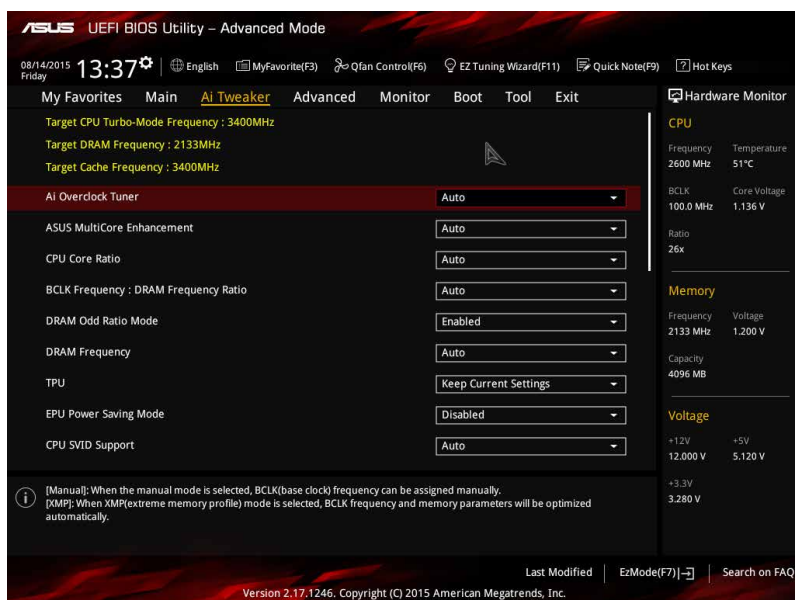 ASUS UEFI BIOS Utility – Advanced Mode
08/14/2015 Friday 13:37 English MyFavorite(F3) Qfan Control(F6) EZ Tuning Wizard(F11) Quick Note(F9) ? Hot Keys
My Favorites Main Ai Tweaker Advanced Monitor Boot Tool Exit
Target CPU Turbo-Mode Frequency : 3400MHz
Target DRAM Frequency : 2133MHz
Target Cache Frequency : 3400MHz
Ai Overclock Tuner Auto
ASUS MultiCore Enhancement Auto
CPU Core Ratio Auto
BCLK Frequency : DRAM Frequency Ratio Auto
DRAM Odd Ratio Mode Enabled
DRAM Frequency Auto
TPU Keep Current Settings
EPU Power Saving Mode Disabled
CPU SVID Support Auto
[Manual]: When the manual mode is selected, BCLK(base clock) frequency can be assigned manually.
[XMP]: When XMP(extreme memory profile) mode is selected, BCLK frequency and memory parameters will be optimized
automatically.
Hardware Monitor
CPU
Frequency Temperature
2600 MHz 51°C
BCLK Core Voltage
100.0 MHz 1.136 V
Ratio
26x
Memory
Frequency Voltage
2133 MHz 1.200 V
Capacity
4096 MB
Voltage
+12V +5V
12.000 V 5.120 V
+3.3V
3.280 V
Last Modified EzMode(F7) Search on FAQ
Version 2.17.1246. Copyright (C) 2015 American Megatrends, Inc.